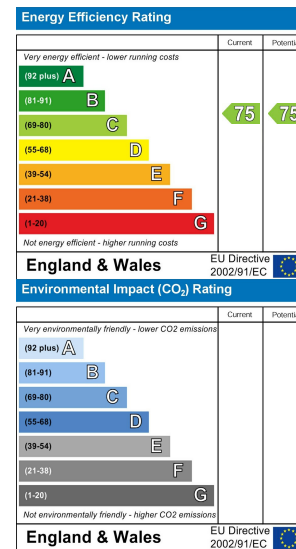 Energy Efficiency Rating
Current Potenti
Very energy efficient - lower running costs
(92 plus) A
(81-91) B
(69-80) C
(55-68) D
(39-54) E
(21-38) F
(1-20) G
75 75
Not energy efficient - higher running costs
England & Wales
EU Directive
2002/91/EC
Environmental Impact (CO₂) Rating
Current Potenti
Very environmentally friendly - lower CO2 emissions
(92 plus) A
(81-91) B
(69-80) C
(55-68) D
(39-54) E
(21-38) F
(1-20) G
Not environmentally friendly - higher CO2 emissions
England & Wales
EU Directive
2002/91/EC